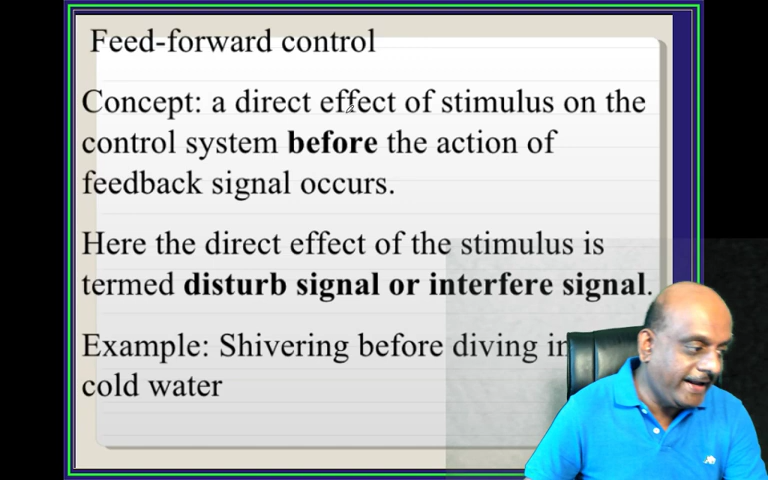 Feed-forward control
Concept: a direct effect of stimulus on the
control system before the action of
feedback signal occurs.
Here the direct effect of the stimulus is
termed disturb signal or interfere signal.
Example: Shivering before diving in
cold water